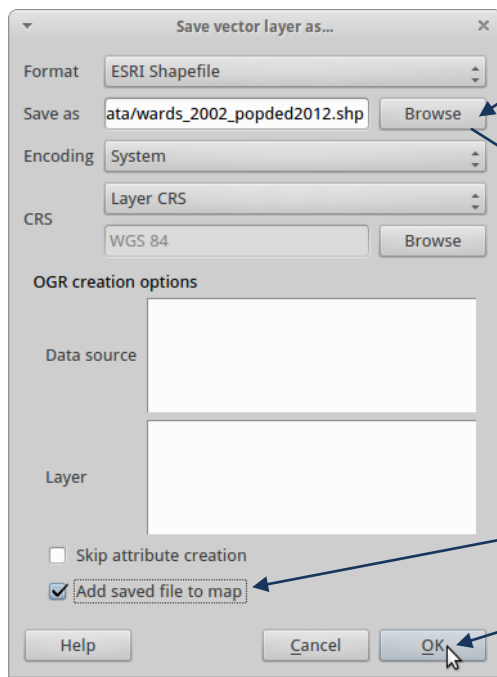 Save vector layer as...
Format ESRI Shapefile
Save as ata/wards_2002_popded2012.shp Browse
Encoding System
CRS Layer CRS
WGS 84 Browse
OGR creation options
Data source
Layer
Skip attribute creation
Add saved file to map
Help Cancel OK